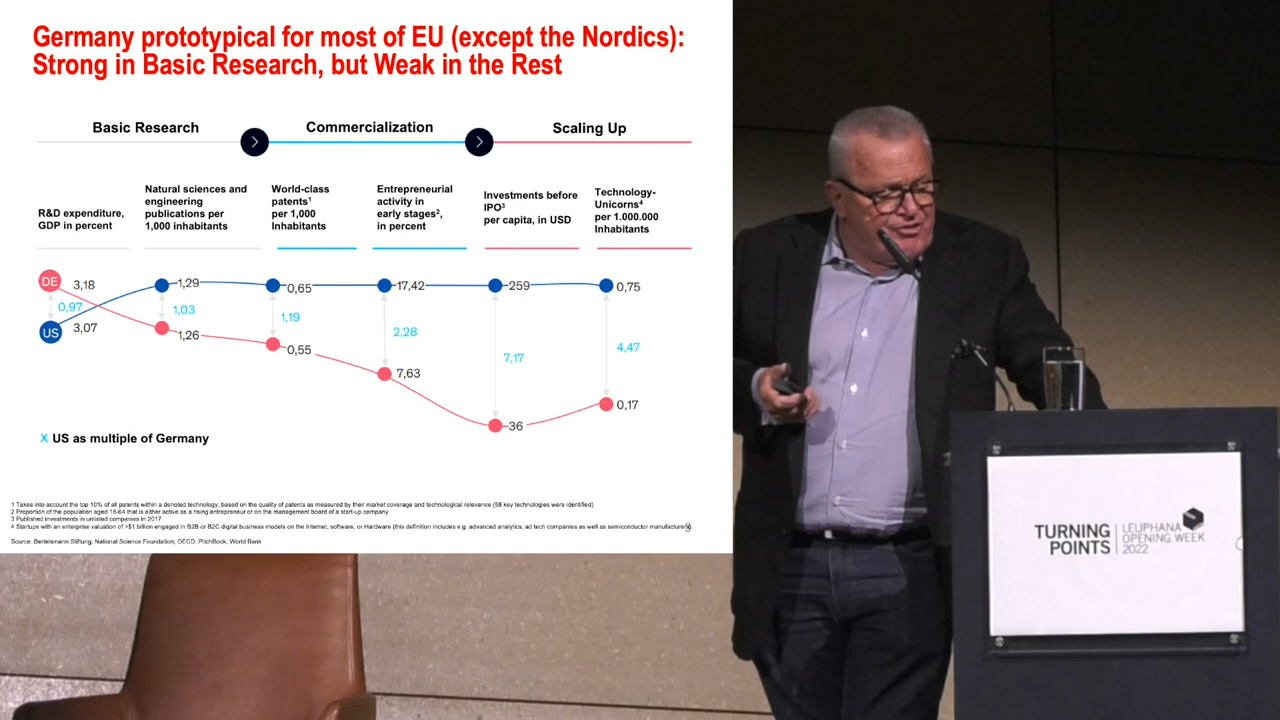 Germany prototypical for most of EU (except the Nordics):
Strong in Basic Research, but Weak in the Rest
Basic Research
Commercialization
Scaling Up
R&D expenditure,
GDP in percent
Natural sciences and
engineering
publications per
1,000 inhabitants
World-class
patents¹
per 1,000
Inhabitants
Entrepreneurial
activity in
early stages²,
in percent
Investments before
IPO³
per capita, in USD
Technology-
Unicorns⁴
per 1.000.000
Inhabitants
DE 3,18
0,97
US 3,07
1,29
1,03
1,26
0,65
1,19
0,55
17,42
2,28
7,63
259
7,17
36
0,75
4,47
0,17
X US as multiple of Germany
1 Takes into account the top 10% of all patents within a denoted technology, based on the quality of patents as measured by their market coverage and technological relevance (58 key technologies were identified)
2 Proportion of the population aged 18-64 that is either active as a rising entrepreneur or on the management board of a start-up company
3 Published investments in unlisted companies in 2017
4 Startups with an enterprise valuation of >$1 billion engaged in B2B or B2C digital business models on the Internet, software, or Hardware (this definition includes e.g. advanced analytics, ad tech companies as well as semiconductor manufacture
Source: Bertelsmann Stiftung; National Science Foundation; OECD, PitchBook, World Bank
TURNING
POINTS
LEUPHANA
OPENING WEEK
2022